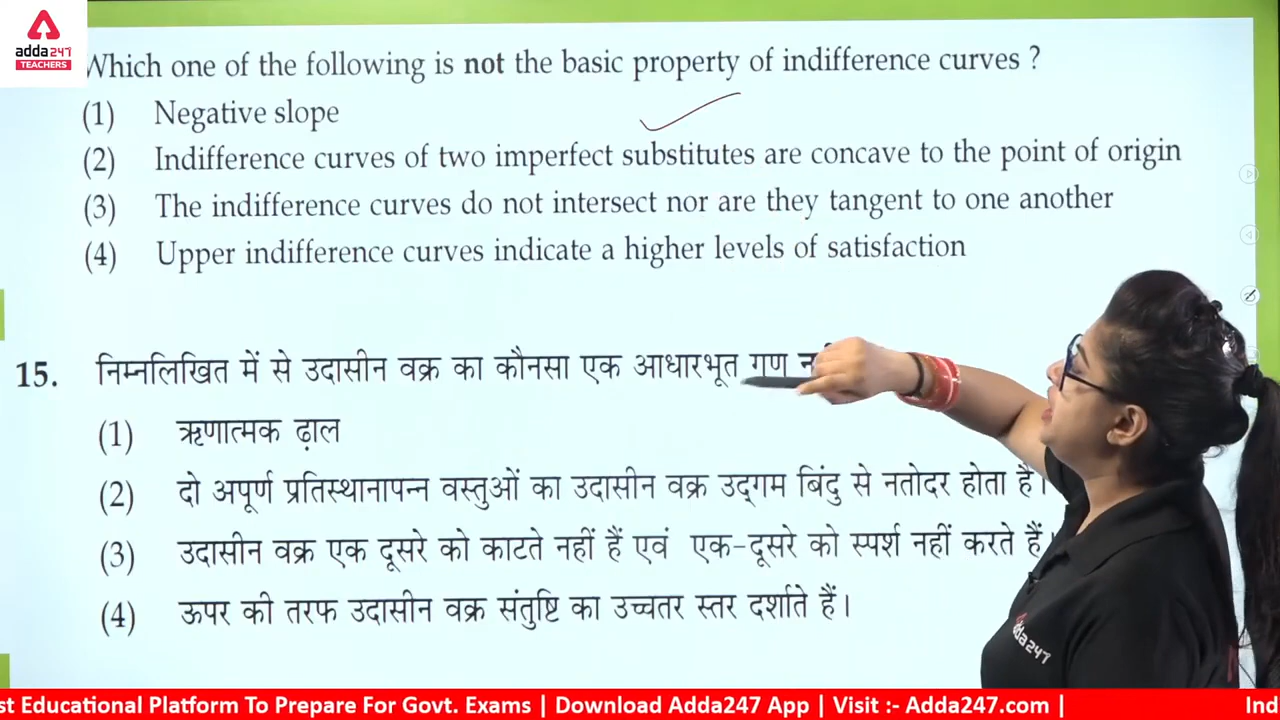 adda247
TEACHERS
Which one of the following is not the basic property of indifference curves ?
(1) Negative slope
(2) Indifference curves of two imperfect substitutes are concave to the point of origin
(3) The indifference curves do not intersect nor are they tangent to one another
(4) Upper indifference curves indicate a higher levels of satisfaction
15. निम्नलिखित में से उदासीन वक्र का कौनसा एक आधारभूत गुण
(1) ऋणात्मक ढ़ाल
(2) दो अपूर्ण प्रतिस्थानापन्न वस्तुओं का उदासीन वक्र उद्गम बिंदु से नतोदर होता है।
(3) उदासीन वक्र एक दूसरे को काटते नहीं हैं एवं एक-दूसरे को स्पर्श नहीं करते हैं।
(4) ऊपर की तरफ उदासीन वक्र संतुष्टि का उच्चतर स्तर दर्शाते हैं।
adda247
st Educational Platform To Prepare For Govt. Exams | Download Adda247 App | Visit :- Adda247.com | Ind